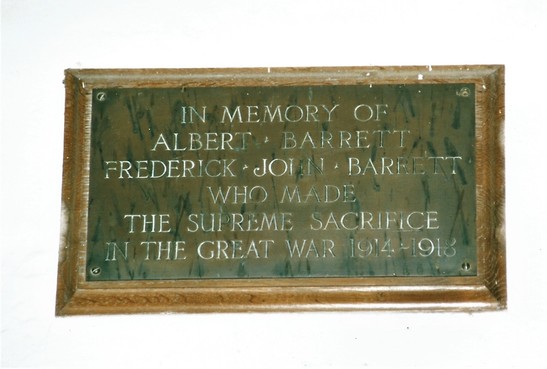 IN MEMORY OF
ALBERT · BARRETT
FREDERICK · JOHN · BARRETT
WHO MADE
THE SUPREME SACRIFICE
IN THE GREAT WAR 1914-1918